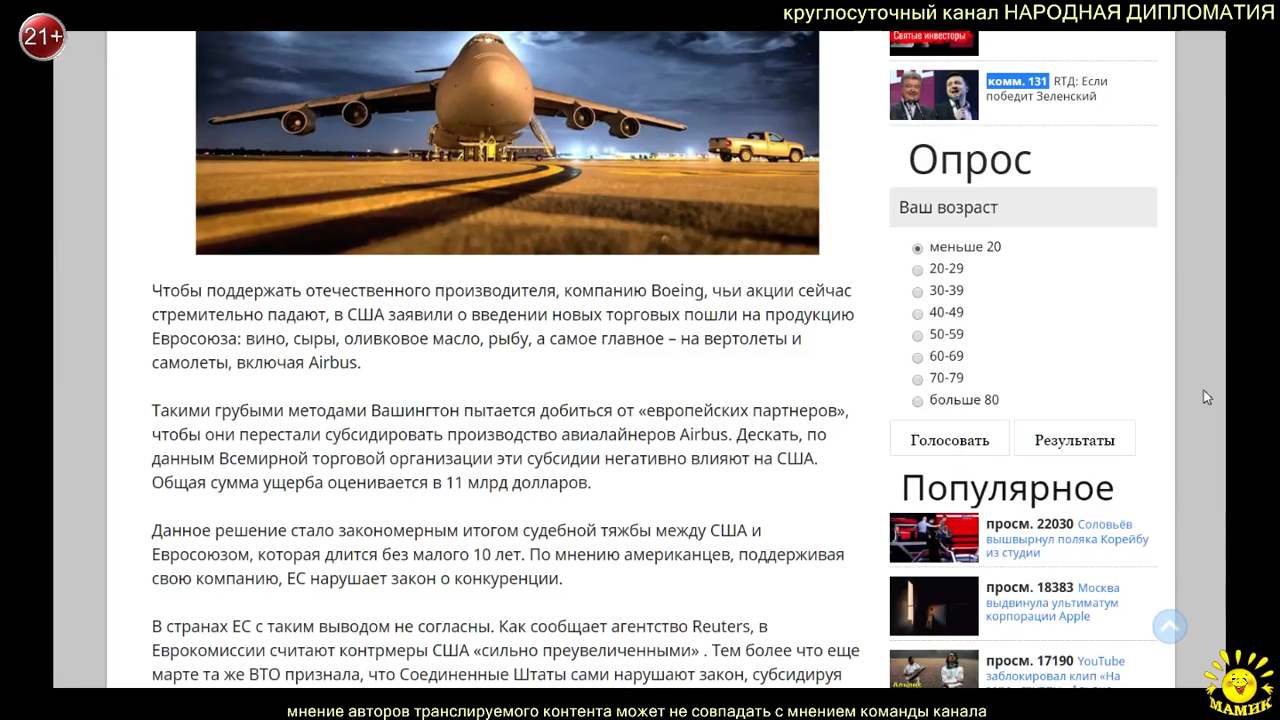 круглосуточный канал НАРОДНАЯ ДИПЛОМАТИЯ
21+
Святые инвесторы
комм. 131 RTД: Если
победит Зеленский
Опрос
Ваш возраст
меньше 20
20-29
30-39
40-49
50-59
60-69
70-79
больше 80
Голосовать
Результаты
Популярное
просм. 22030 Соловьёв
вышвырнул поляка Корейбу
из студии
просм. 18383 Москва
выдвинула ультиматум
корпорации Apple
просм. 17190 YouTube
заблокировал клип «На
Чтобы поддержать отечественного производителя, компанию Boeing, чьи акции сейчас
стремительно падают, в США заявили о введении новых торговых пошли на продукцию
Евросоюза: вино, сыры, оливковое масло, рыбу, а самое главное – на вертолеты и
самолеты, включая Airbus.
Такими грубыми методами Вашингтон пытается добиться от «европейских партнеров»,
чтобы они перестали субсидировать производство авиалайнеров Airbus. Дескать, по
данным Всемирной торговой организации эти субсидии негативно влияют на США.
Общая сумма ущерба оценивается в 11 млрд долларов.
Данное решение стало закономерным итогом судебной тяжбы между США и
Евросоюзом, которая длится без малого 10 лет. По мнению американцев, поддерживая
свою компанию, ЕС нарушает закон о конкуренции.
В странах ЕС с таким выводом не согласны. Как сообщает агентство Reuters, в
Еврокомиссии считают контрмеры США «сильно преувеличенными» . Тем более что еще
марте та же ВТО признала, что Соединенные Штаты сами нарушают закон, субсидируя
МАМИК
мнение авторов транслируемого контента может не совпадать с мнением команды канала